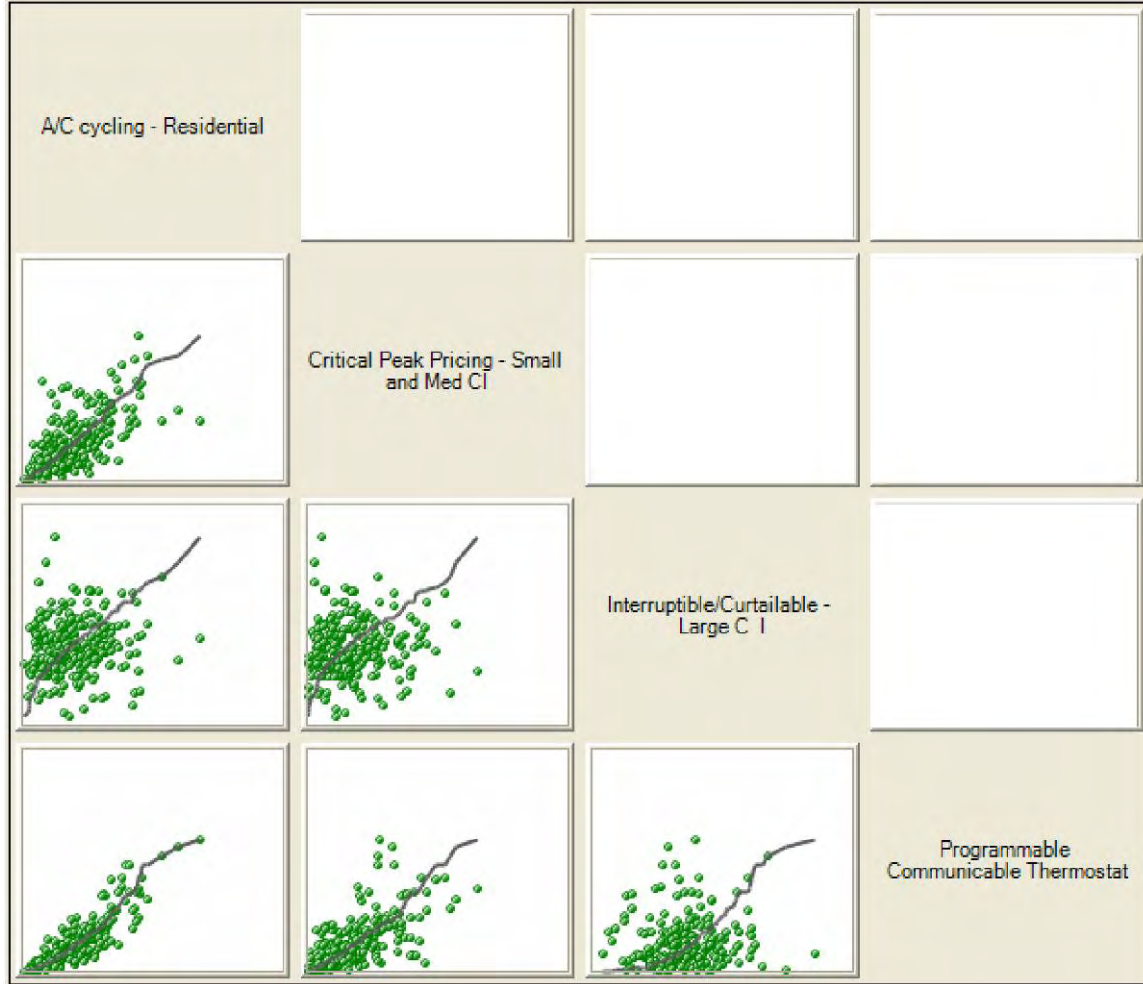 A/C cycling - Residential
Critical Peak Pricing - Small
and Med CI
Interruptible/Curtailable -
Large C I
Programmable
Communicable Thermostat